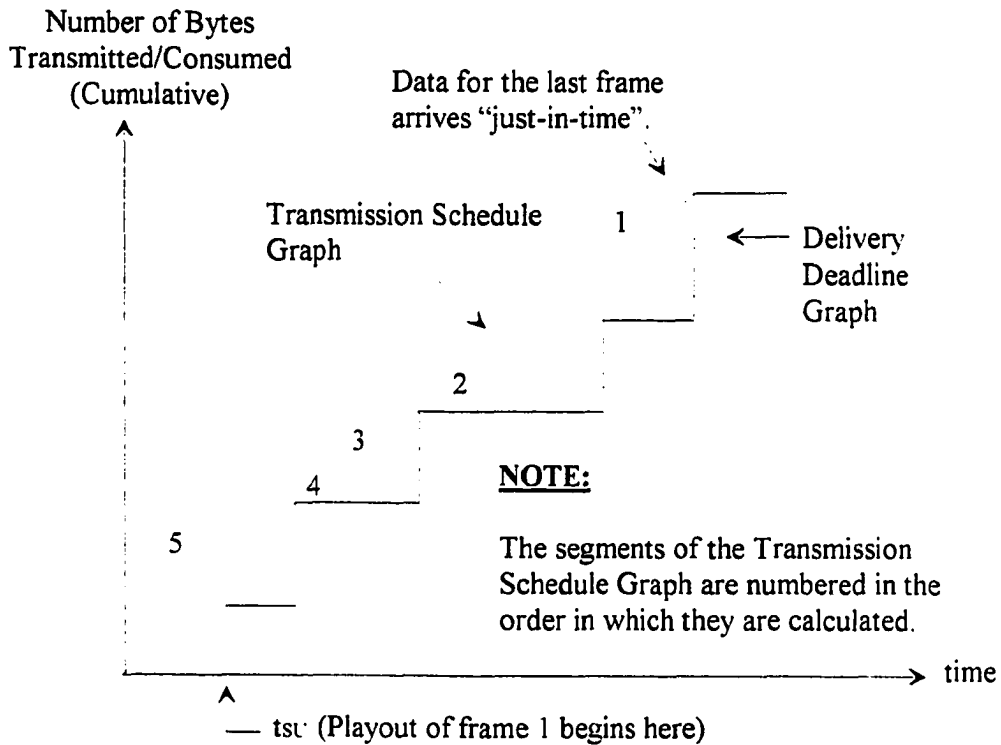 Number of Bytes
Transmitted/Consumed
(Cumulative)
Data for the last frame
arrives “just-in-time”.
Transmission Schedule
Graph
1
Delivery
Deadline
Graph
2
3
4
NOTE:
5
The segments of the Transmission
Schedule Graph are numbered in the
order in which they are calculated.
time
(Playout of frame 1 begins here)